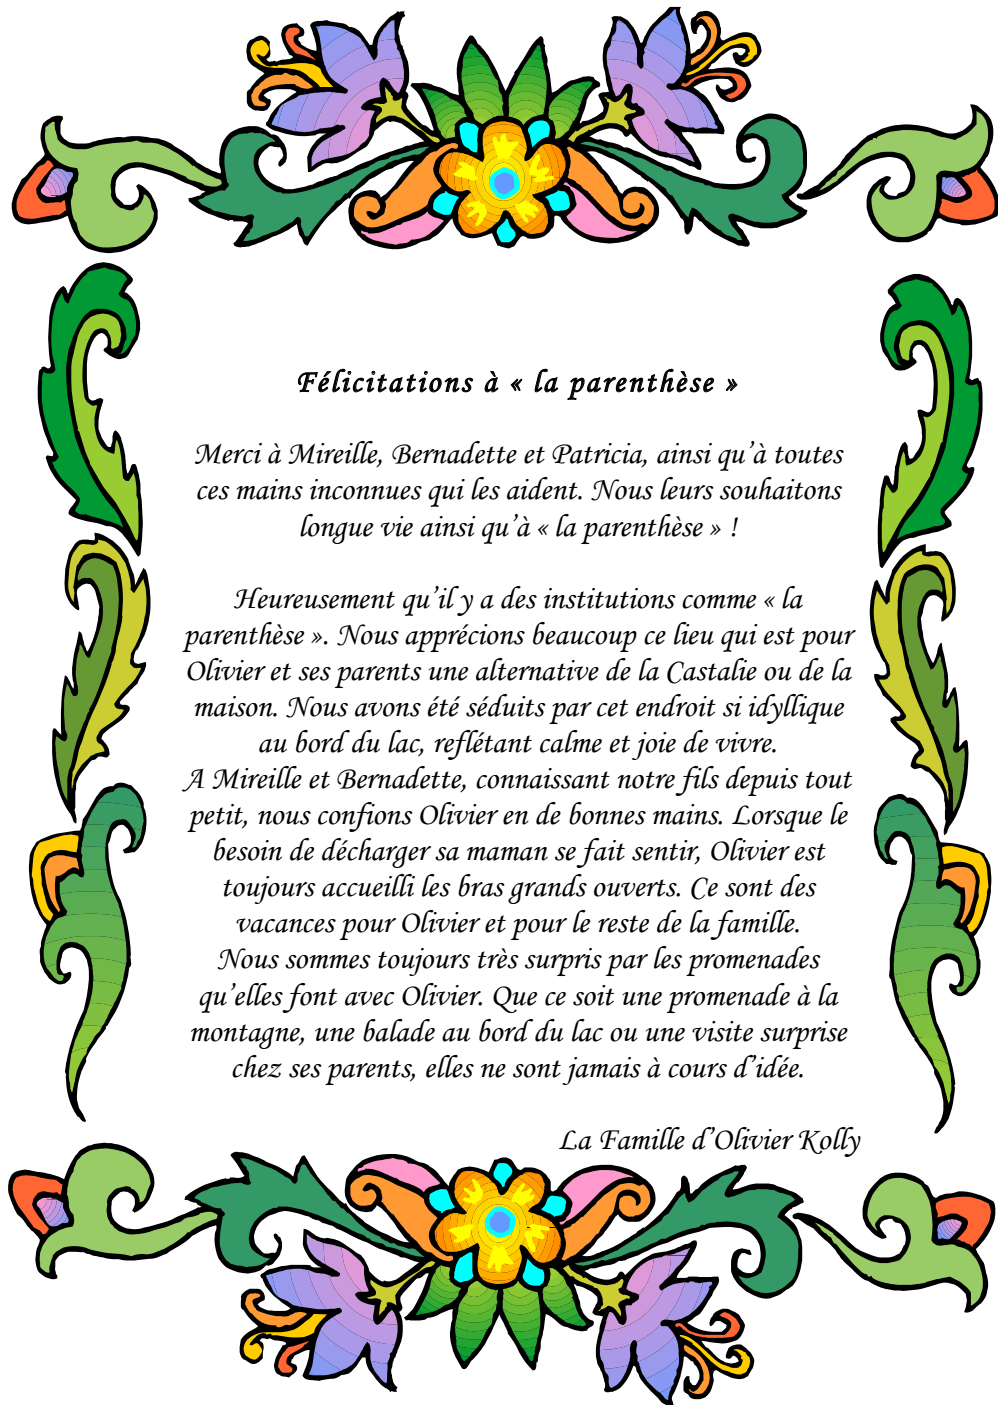 Félicitations à « la parenthèse »
Merci à Mireille, Bernadette et Patricia, ainsi qu’à toutes
ces mains inconnues qui les aident. Nous leurs souhaitons
longue vie ainsi qu’à « la parenthèse » !
Heureusement qu’il y a des institutions comme « la
parenthèse ». Nous apprécions beaucoup ce lieu qui est pour
Olivier et ses parents une alternative de la Castalie ou de la
maison. Nous avons été séduits par cet endroit si idyllique
au bord du lac, reflétant calme et joie de vivre.
A Mireille et Bernadette, connaissant notre fils depuis tout
petit, nous confions Olivier en de bonnes mains. Lorsque le
besoin de décharger sa maman se fait sentir, Olivier est
toujours accueilli les bras grands ouverts. Ce sont des
vacances pour Olivier et pour le reste de la famille.
Nous sommes toujours très surpris par les promenades
qu’elles font avec Olivier. Que ce soit une promenade à la
montagne, une balade au bord du lac ou une visite surprise
chez ses parents, elles ne sont jamais à cours d’idée.
La Famille d’Olivier Kolly